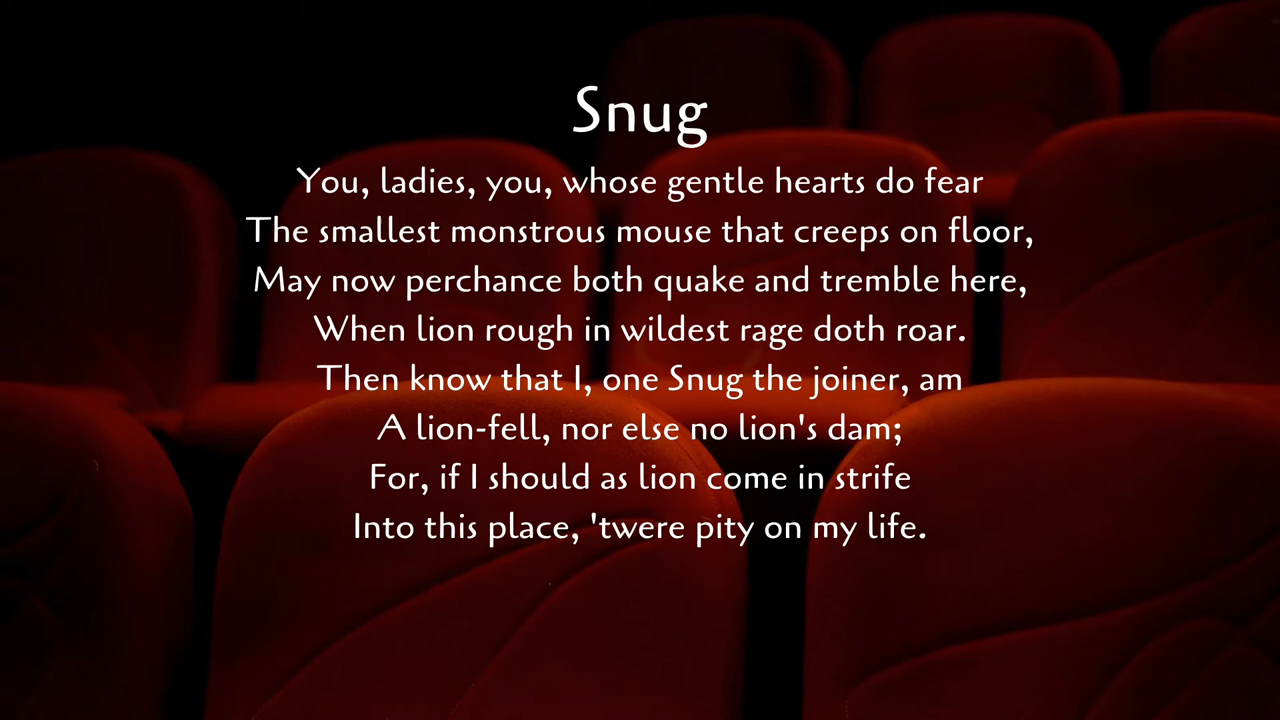 Snug
You, ladies, you, whose gentle hearts do fear
The smallest monstrous mouse that creeps on floor,
May now perchance both quake and tremble here,
When lion rough in wildest rage doth roar.
Then know that I, one Snug the joiner, am
A lion-fell, nor else no lion's dam;
For, if I should as lion come in strife
Into this place, 'twere pity on my life.